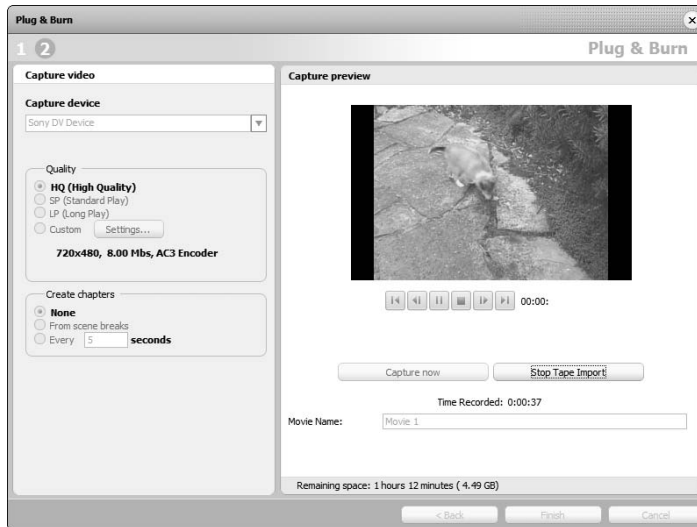 Plug & Burn
1 2 Plug & Burn
Capture video
Capture device
Sony DV Device
Quality
HQ (High Quality)
SP (Standard Play)
LP (Long Play)
Custom Settings...
720x480, 8.00 Mbs, AC3 Encoder
Create chapters
None
From scene breaks
Every 5 seconds
Capture preview
00:00:
Capture now Stop Tape Import
Time Recorded: 0:00:37
Movie Name: Movie 1
Remaining space: 1 hours 12 minutes ( 4.49 GB)
< Back Finish Cancel